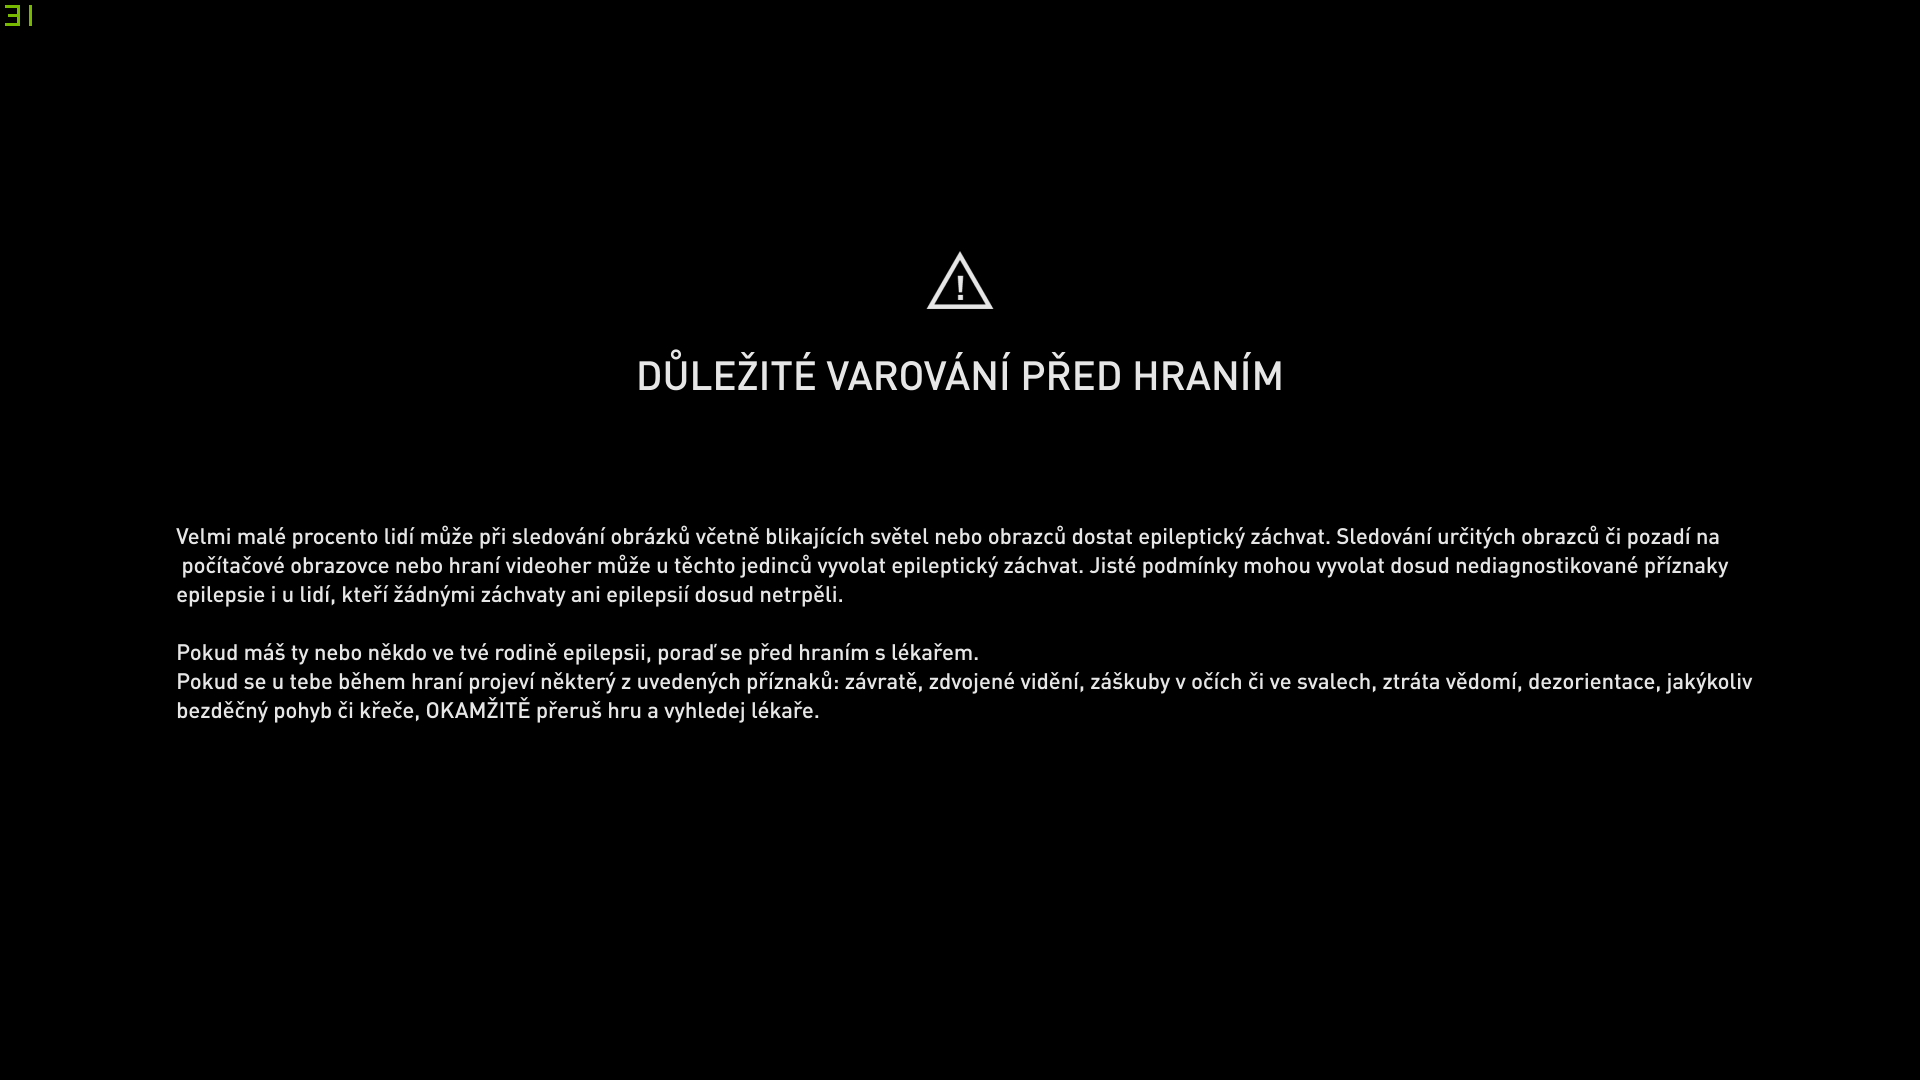 31
!
DŮLEŽITÉ VAROVÁNÍ PŘED HRANÍM
Velmi malé procento lidí může při sledování obrázků včetně blikajících světel nebo obrazců dostat epileptický záchvat. Sledování určitých obrazců či pozadí na
počítačové obrazovce nebo hraní videoher může u těchto jedinců vyvolat epileptický záchvat. Jisté podmínky mohou vyvolat dosud nediagnostikované příznaky
epilepsie i u lidí, kteří žádnými záchvaty ani epilepsií dosud netrpěli.
Pokud máš ty nebo někdo ve tvé rodině epilepsii, poraď se před hraním s lékařem.
Pokud se u tebe během hraní projeví některý z uvedených příznaků: závratě, zdvojené vidění, záškuby v očích či ve svalech, ztráta vědomí, dezorientace, jakýkoliv
bezděčný pohyb či křeče, OKAMŽITĚ přeruš hru a vyhledej lékaře.